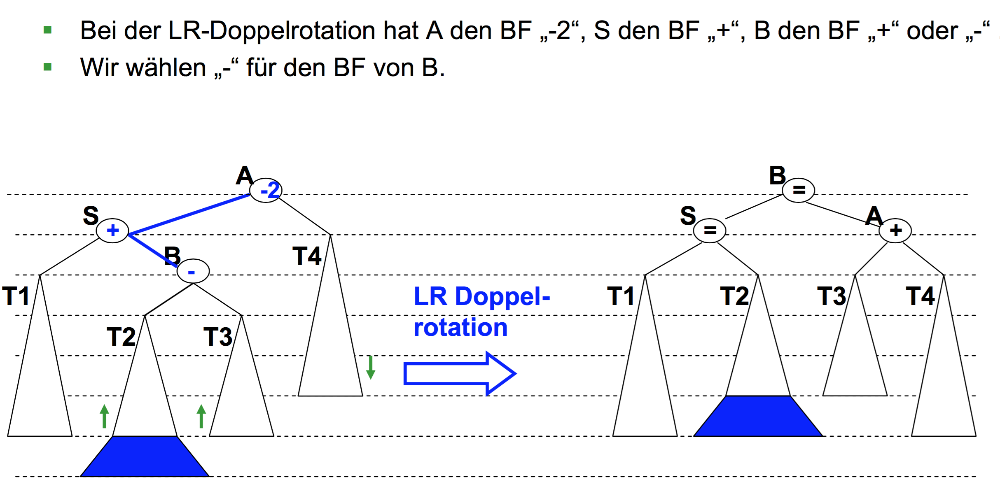 Bei der LR-Doppelrotation hat A den BF „-2“, S den BF „+“, B den BF „+“ oder „-“
Wir wählen „-“ für den BF von B.
A
-2
B
=
S
+
S
=
A
+
B
-
T4
T1
LR Doppel-
T1
T2
T3
T4
T2
T3
rotation